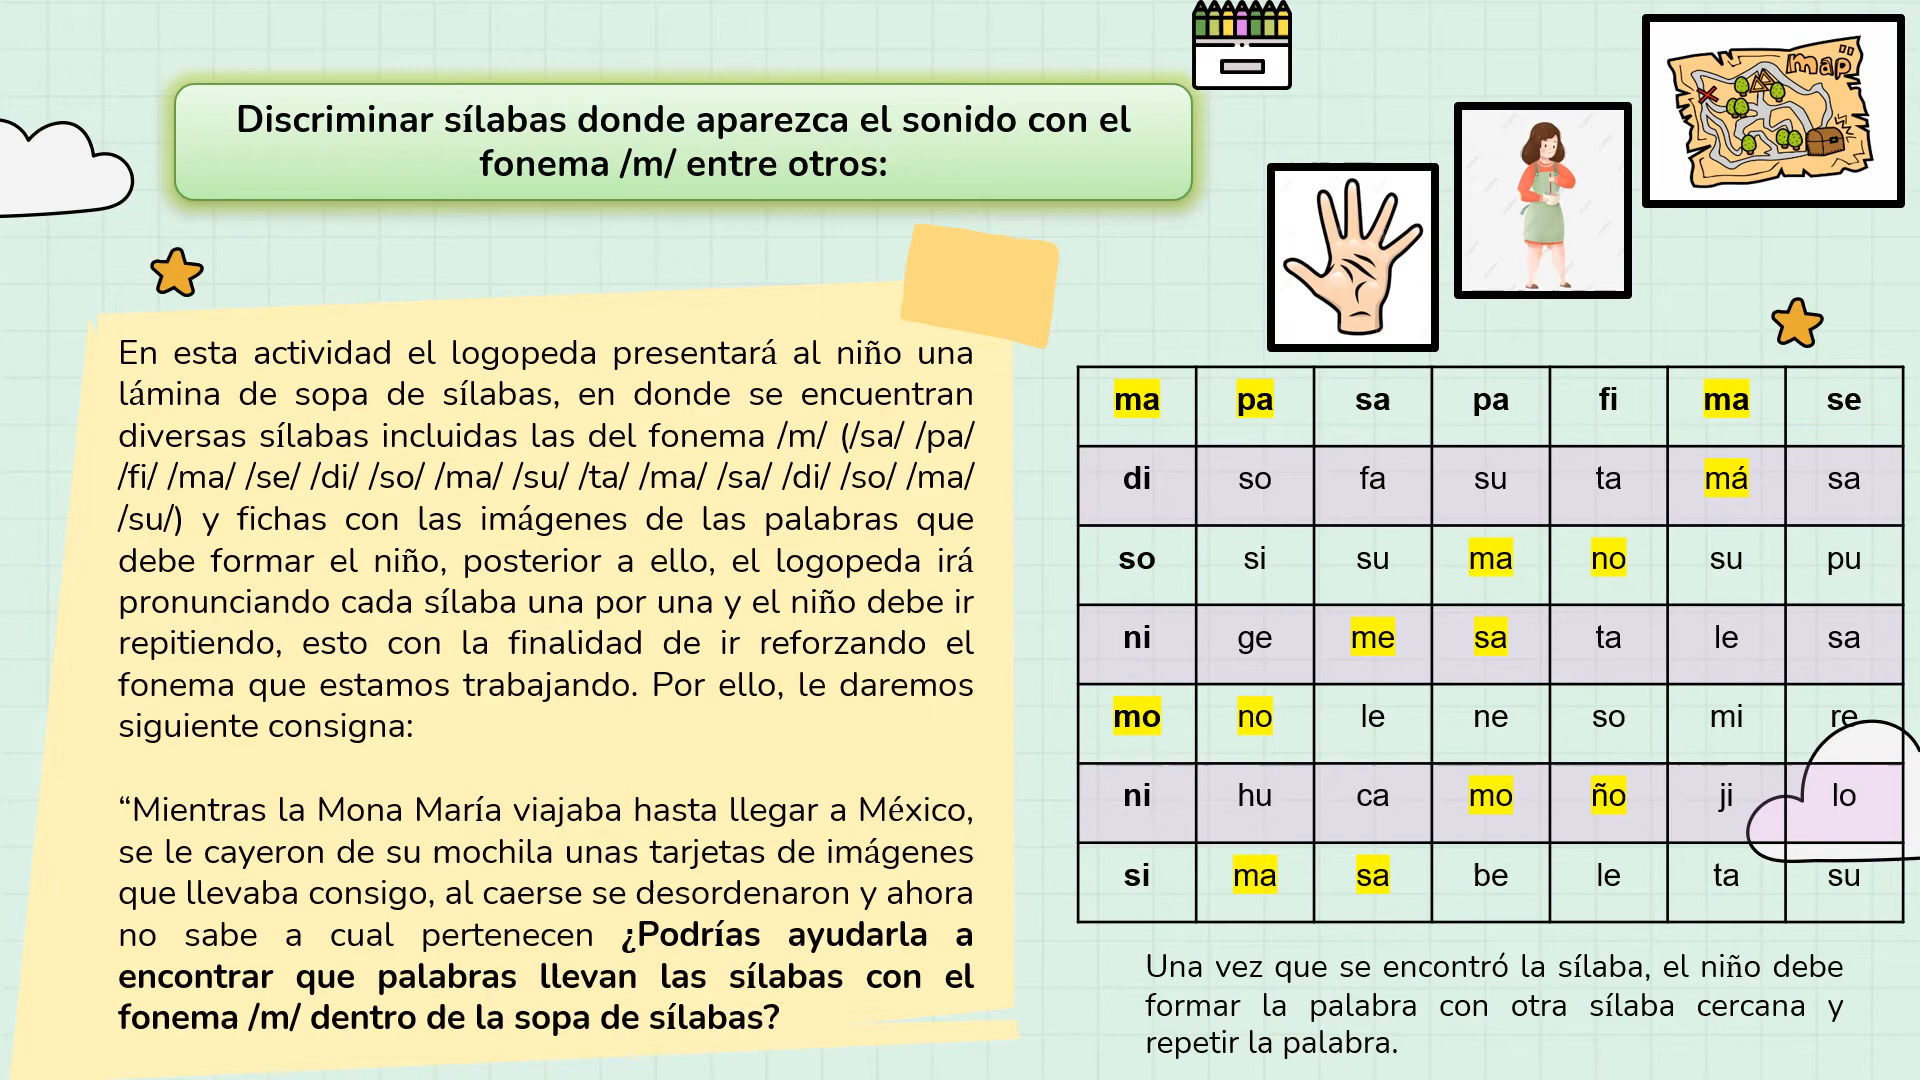 Discriminar sílabas donde aparezca el sonido con el
fonema /m/ entre otros:
map
En esta actividad el logopeda presentará al niño una
lámina de sopa de sílabas, en donde se encuentran
diversas sílabas incluidas las del fonema /m/ (/sa/ /pa/
/fi/ /ma/ /se/ /di/ /so/ /ma/ /su/ /ta/ /ma/ /sa/ /di/ /so/ /ma/
/su/) y fichas con las imágenes de las palabras que
debe formar el niño, posterior a ello, el logopeda irá
pronunciando cada sílaba una por una y el niño debe ir
repitiendo, esto con la finalidad de ir reforzando el
fonema que estamos trabajando. Por ello, le daremos
siguiente consigna:
“Mientras la Mona María viajaba hasta llegar a México,
se le cayeron de su mochila unas tarjetas de imágenes
que llevaba consigo, al caerse se desordenaron y ahora
no sabe a cual pertenecen ¿Podrías ayudarla a
encontrar que palabras llevan las sílabas con el
fonema /m/ dentro de la sopa de sílabas?
ma pa sa pa fi ma se
di so fa su ta má sa
so si su ma no su pu
ni ge me sa ta le sa
mo no le ne so mi re
ni hu ca mo ño ji lo
si ma sa be le ta su
Una vez que se encontró la sílaba, el niño debe
formar la palabra con otra sílaba cercana y
repetir la palabra.